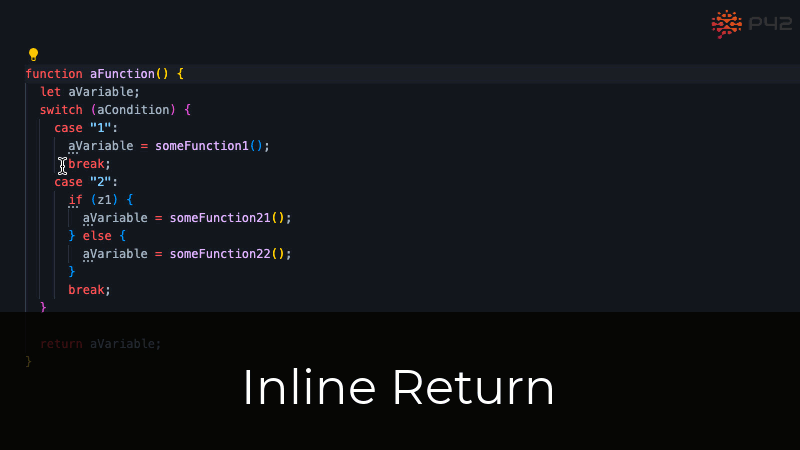 P42
function aFunction() {
let aVariable;
switch (aCondition) {
case "1":
aVariable = someFunction1();
break;
case "2":
if (z1) {
aVariable = someFunction21();
} else {
aVariable = someFunction22();
}
break;
}
return aVariable;
}
Inline Return